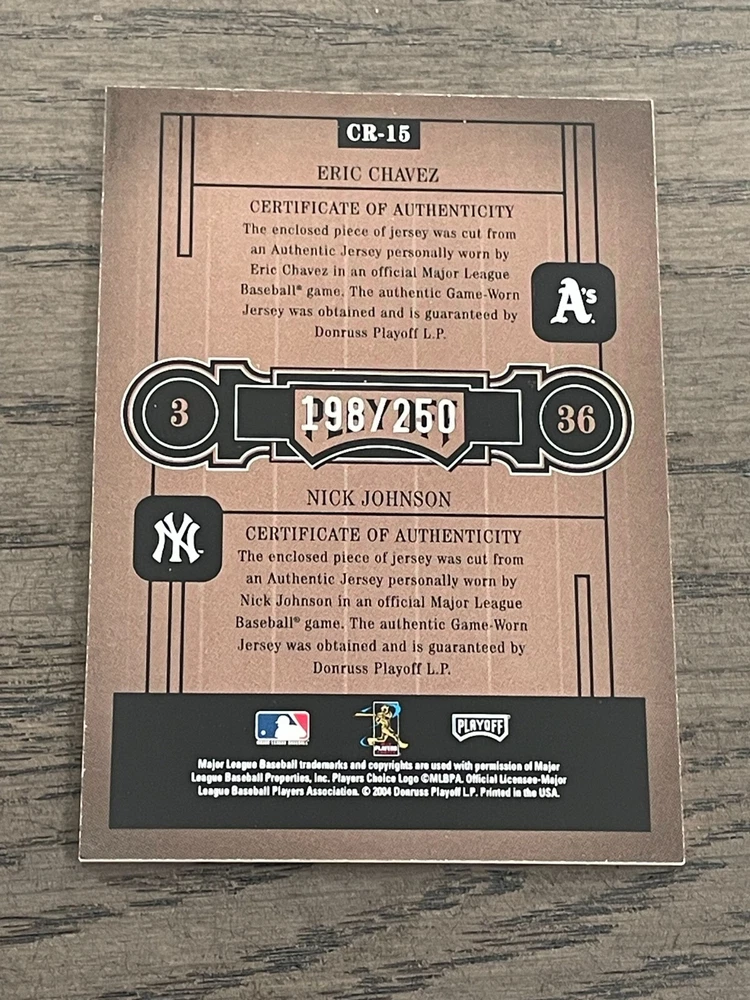 CR-15
ERIC CHAVEZ
CERTIFICATE OF AUTHENTICITY
The enclosed piece of jersey was cut from
an Authentic Jersey personally worn by
Eric Chavez in an official Major League
Baseball® game. The authentic Game-Worn
Jersey was obtained and is guaranteed by
Donruss Playoff L.P.
A's
3
PLAYOFF
198/250
36
NICK JOHNSON
NY
CERTIFICATE OF AUTHENTICITY
The enclosed piece of jersey was cut from
an Authentic Jersey personally worn by
Nick Johnson in an official Major League
Baseball® game. The authentic Game-Worn
Jersey was obtained and is guaranteed by
Donruss Playoff L.P.
PLAYERS
PLAYOFF
Major League Baseball trademarks and copyrights are used with permission of Major
League Baseball Properties, Inc. Players Choice Logo ©MLBPA. Official Licensee-Major
League Baseball Players Association. © 2004 Donruss Playoff L.P. Printed in the USA.